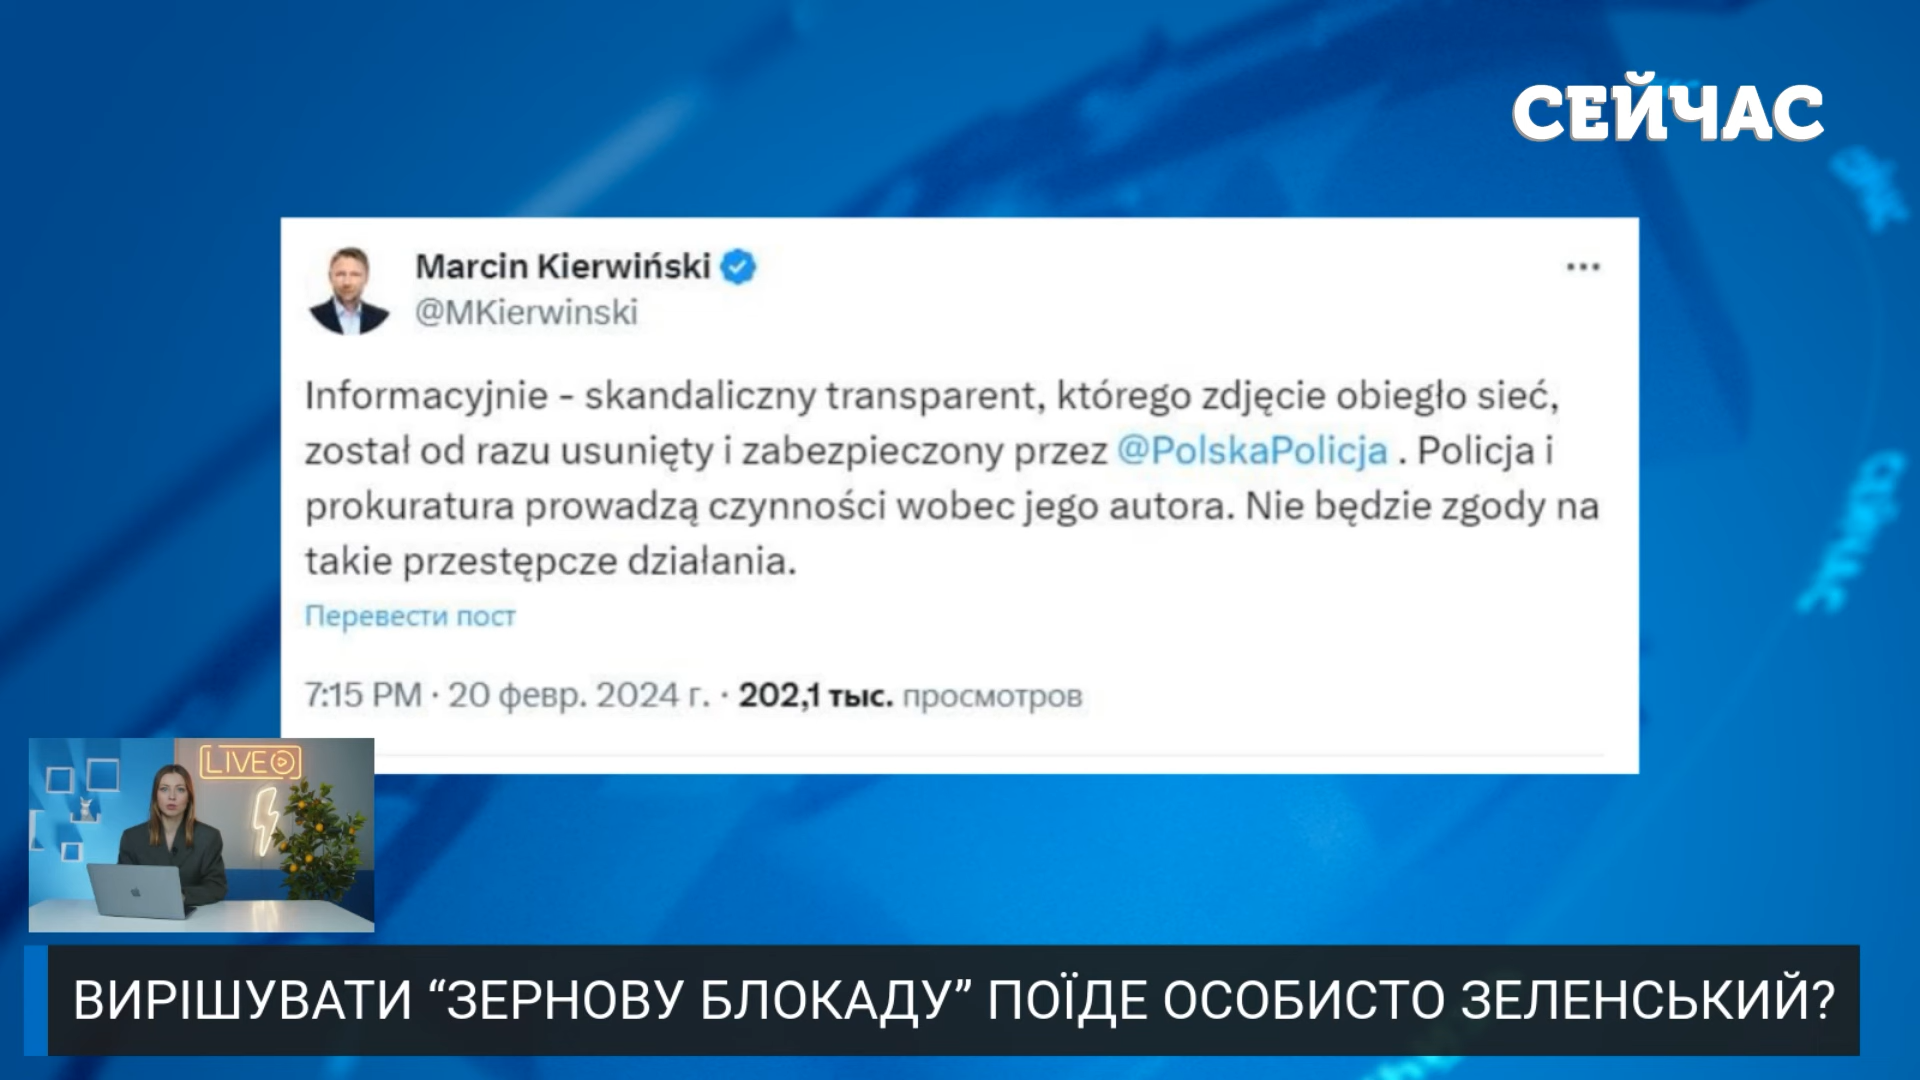 СЕЙЧАС
Marcin Kierwiński
@MKierwinski
Informacyjnie - skandaliczny transparent, którego zdjęcie obiegło sieć,
został od razu usunięty i zabezpieczony przez @PolskaPolicja . Policja i
prokuratura prowadzą czynności wobec jego autora. Nie będzie zgody na
takie przestępcze działania.
Перевести пост
7:15 PM · 20 февр. 2024 г. · 202,1 тыс. просмотров
LIVE
ВИРІШУВАТИ “ЗЕРНОВУ БЛОКАДУ” ПОЇДЕ ОСОБИСТО ЗЕЛЕНСЬКИЙ?